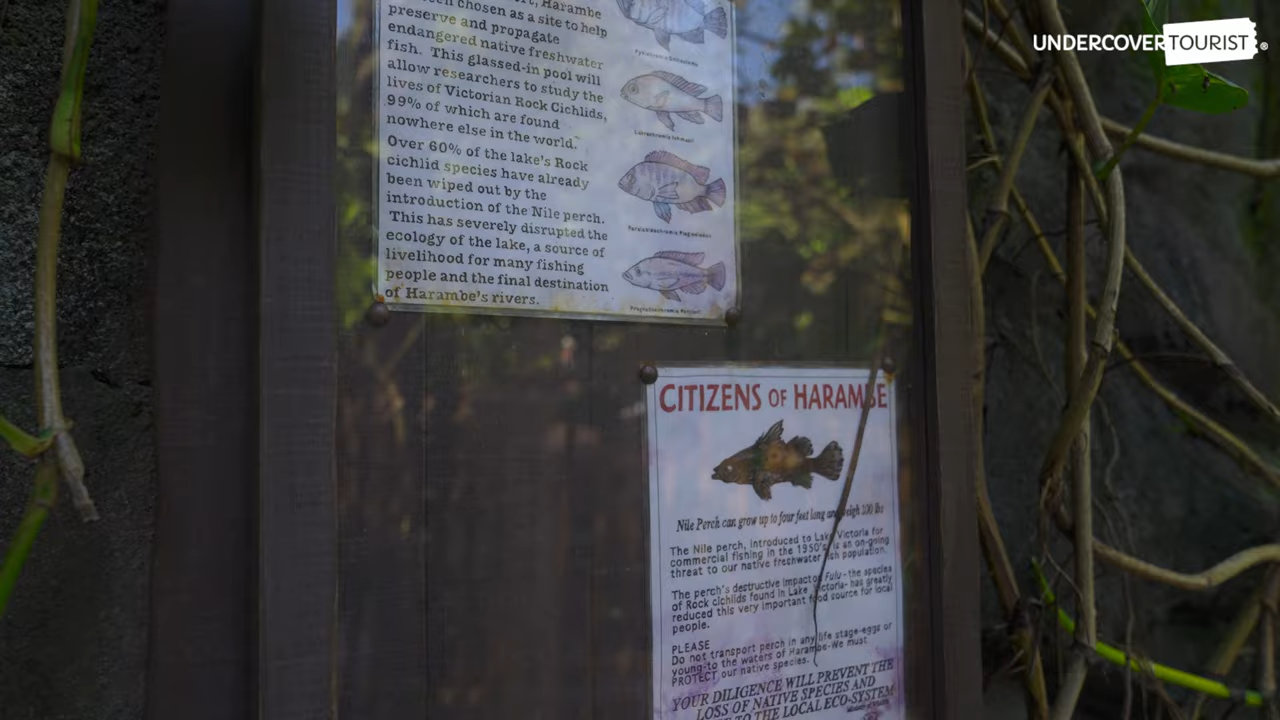 UNDERCOVERTOURIST®
Harambe
chosen as a site to help
preserve and propagate
endangered native freshwater
fish. This glassed-in pool will
allow researchers to study the
lives of Victorian Rock Cichlids,
99% of which are found
nowhere else in the world.
Over 60% of the lake's Rock
cichlid species have already
been wiped out by the
introduction of the Nile perch.
This has severely disrupted the
ecology of the lake, a source of
livelihood for many fishing
people and the final destination
of Harambe's rivers.
CITIZENS OF HARAMBE
Nile Perch can grow up to four feet long and weigh 200 lbs
The Nile perch, introduced to Lake Victoria for
commercial fishing in the 1950's is an on-going
threat to our native freshwater fish population.
The perch's destructive impact of Fulu-the species
of Rock cichlids found in Lake Victoria- has greatly
reduced this very important food source for local
people.
PLEASE
Do not transport perch in any life stage-eggs or
young-to the waters of Harambe-We must
PROTECT our native species.
YOUR DILIGENCE WILL PREVENT THE
LOSS OF NATIVE SPECIES AND
TO THE LOCAL ECO-SYSTEM